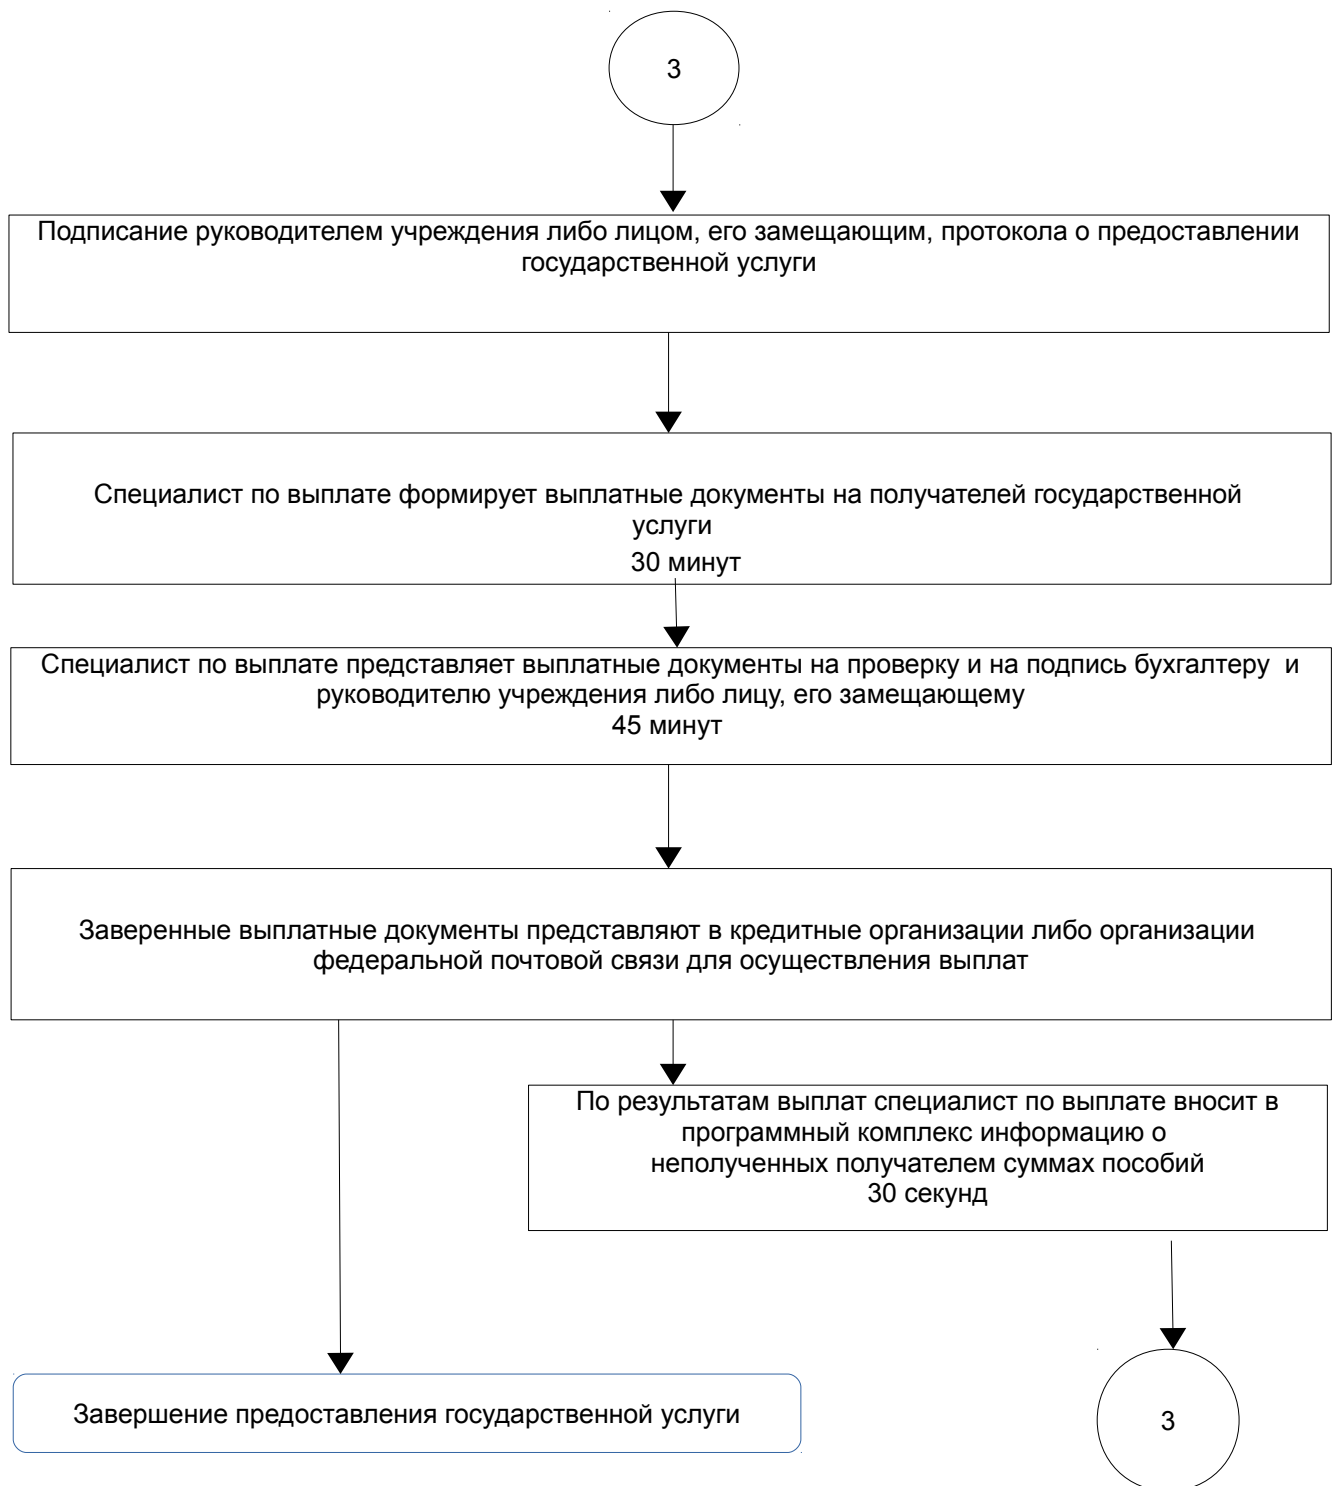 3
Подписание руководителем учреждения либо лицом, его замещающим, протокола о предоставлении
государственной услуги
Специалист по выплате формирует выплатные документы на получателей государственной
услуги
30 минут
Специалист по выплате представляет выплатные документы на проверку и на подпись бухгалтеру и
руководителю учреждения либо лицу, его замещающему
45 минут
Заверенные выплатные документы представляют в кредитные организации либо организации
федеральной почтовой связи для осуществления выплат
По результатам выплат специалист по выплате вносит в
программный комплекс информацию о
неполученных получателем суммах пособий
30 секунд
Завершение предоставления государственной услуги
3